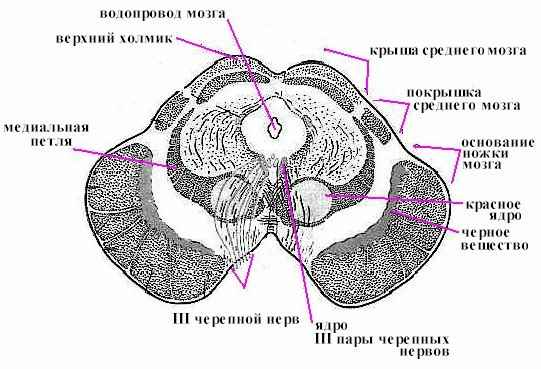 водопровод мозга
верхний холмик
крыша среднего мозга
покрышка
среднего мозга
медиальная
петля
основание
ножки
мозга
красное
ядро
черное
вещество
III черепной нерв
ядро
III пары черепных
нервов